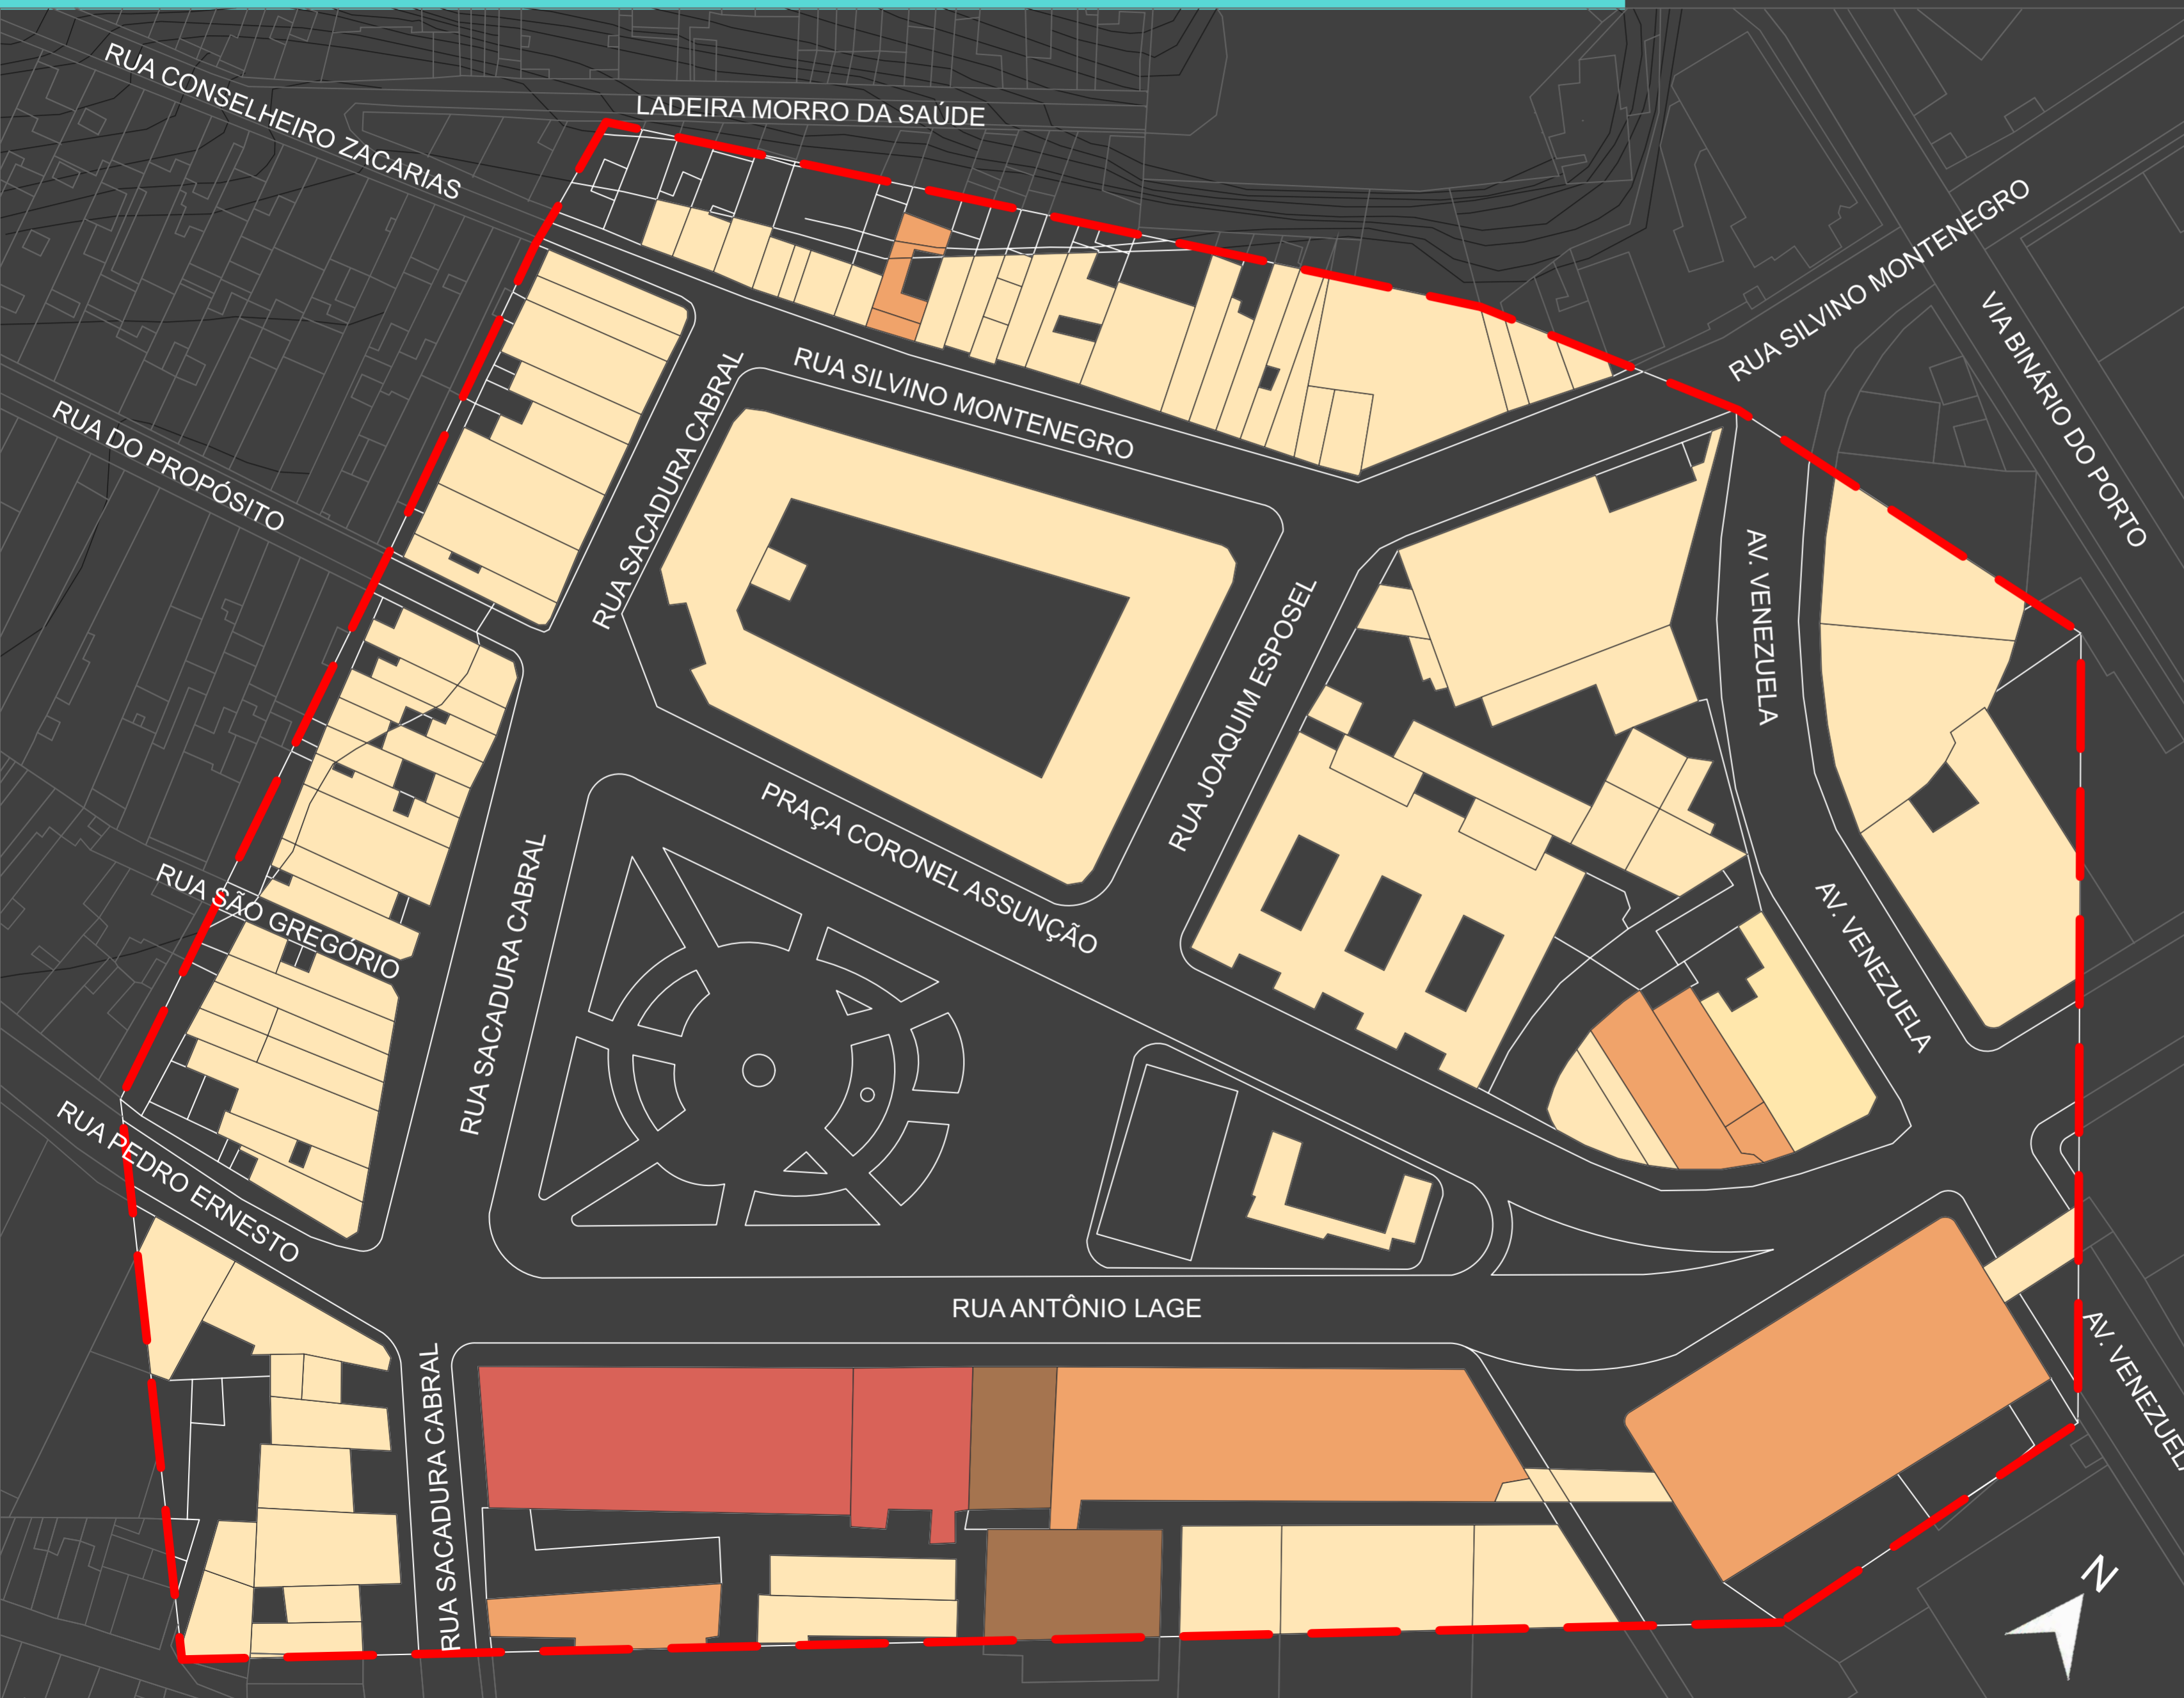 RUA CONSELHEIRO ZACARIAS
LADEIRA MORRO DA SAÚDE
RUA SILVINO MONTENEGRO
VIA BINÁRIO DO PORTO
RUA SILVINO MONTENEGRO
RUA SACADURA CABRAL
RUA DO PROPÓSITO
AV. VENEZUELA
RUA JOAQUIM ESPOSEL
PRAÇA CORONEL ASSUNÇÃO
RUA SÃO GREGÓRIO
RUA SACADURA CABRAL
AV. VENEZUELA
RUA PEDRO ERNESTO
RUA ANTÔNIO LAGE
AV. VENEZUELA
RUA SACADURA CABRAL
N